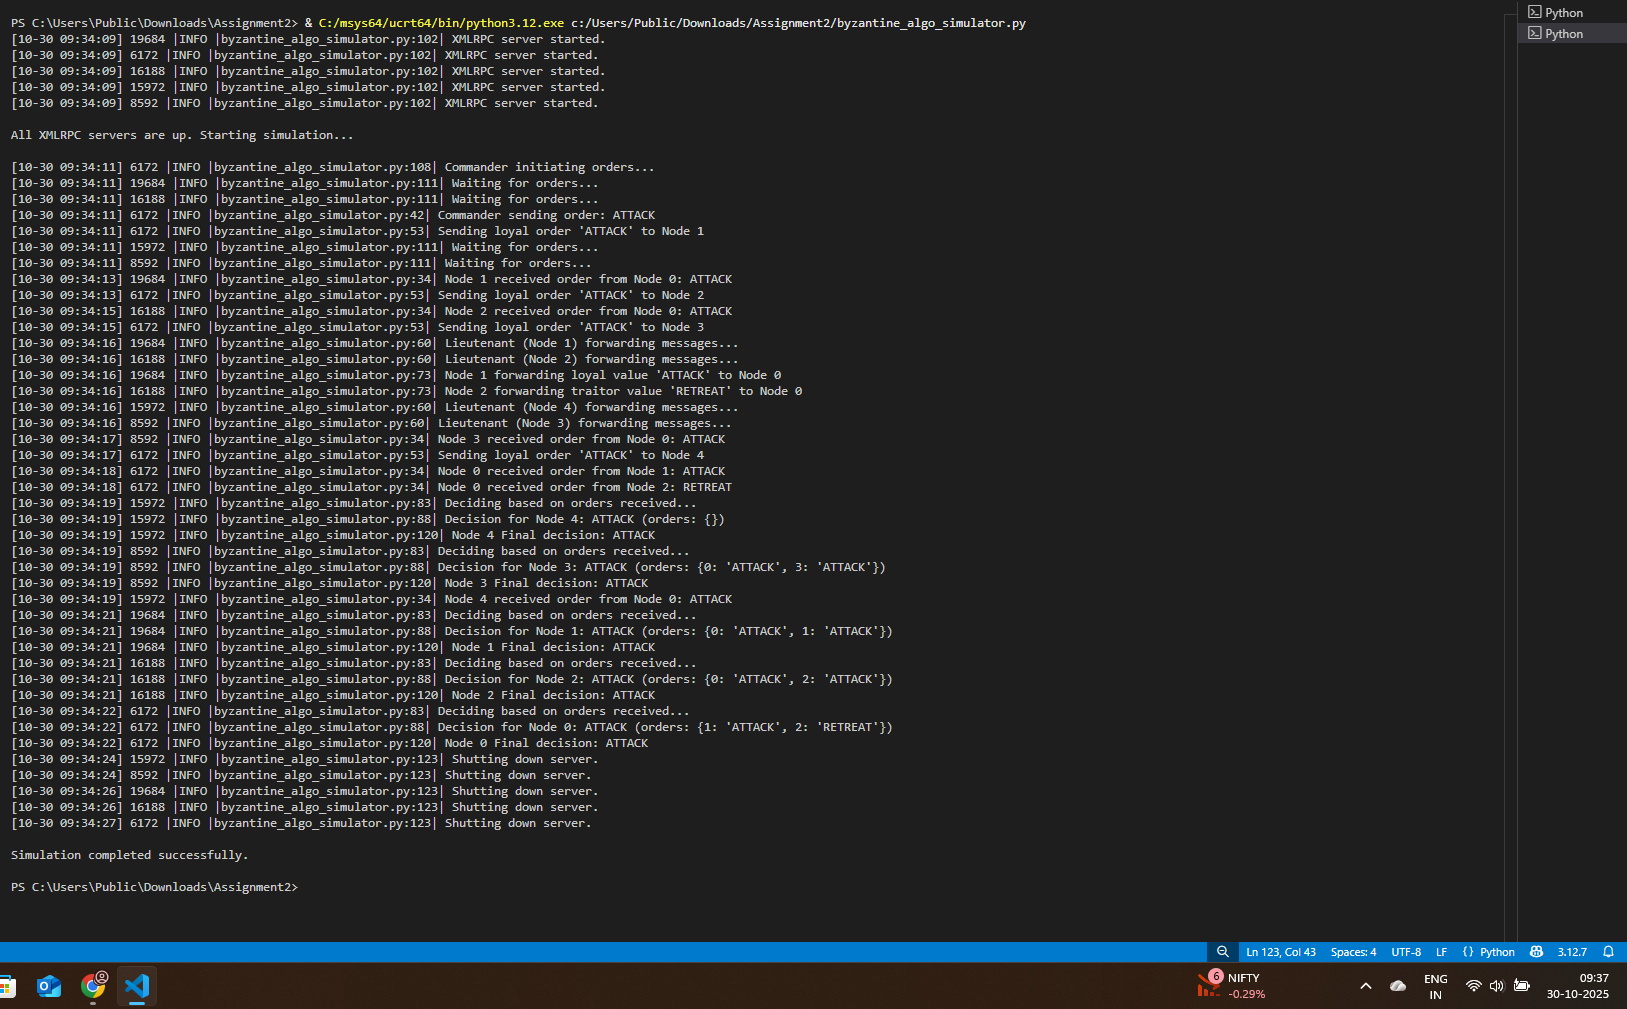 PS C:\Users\Public\Downloads\Assignment2> & C:/msys64/ucrt64/bin/python3.12.exe c:/Users/Public/Downloads/Assignment2/byzantine_algo_simulator.py
[10-30 09:34:09] 19684 |INFO |byzantine_algo_simulator.py:102| XMLRPC server started.
[10-30 09:34:09] 6172 |INFO |byzantine_algo_simulator.py:102| XMLRPC server started.
[10-30 09:34:09] 16188 |INFO |byzantine_algo_simulator.py:102| XMLRPC server started.
[10-30 09:34:09] 15972 |INFO |byzantine_algo_simulator.py:102| XMLRPC server started.
[10-30 09:34:09] 8592 |INFO |byzantine_algo_simulator.py:102| XMLRPC server started.
All XMLRPC servers are up. Starting simulation...
[10-30 09:34:11] 6172 |INFO |byzantine_algo_simulator.py:108| Commander initiating orders...
[10-30 09:34:11] 19684 |INFO |byzantine_algo_simulator.py:111| Waiting for orders...
[10-30 09:34:11] 16188 |INFO |byzantine_algo_simulator.py:111| Waiting for orders...
[10-30 09:34:11] 6172 |INFO |byzantine_algo_simulator.py:42| Commander sending order: ATTACK
[10-30 09:34:11] 6172 |INFO |byzantine_algo_simulator.py:53| Sending loyal order 'ATTACK' to Node 1
[10-30 09:34:11] 15972 |INFO |byzantine_algo_simulator.py:111| Waiting for orders...
[10-30 09:34:11] 8592 |INFO |byzantine_algo_simulator.py:111| Waiting for orders...
[10-30 09:34:13] 19684 |INFO |byzantine_algo_simulator.py:34| Node 1 received order from Node 0: ATTACK
[10-30 09:34:13] 6172 |INFO |byzantine_algo_simulator.py:53| Sending loyal order 'ATTACK' to Node 2
[10-30 09:34:15] 16188 |INFO |byzantine_algo_simulator.py:34| Node 2 received order from Node 0: ATTACK
[10-30 09:34:15] 6172 |INFO |byzantine_algo_simulator.py:53| Sending loyal order 'ATTACK' to Node 3
[10-30 09:34:16] 19684 |INFO |byzantine_algo_simulator.py:60| Lieutenant (Node 1) forwarding messages...
[10-30 09:34:16] 16188 |INFO |byzantine_algo_simulator.py:60| Lieutenant (Node 2) forwarding messages...
[10-30 09:34:16] 19684 |INFO |byzantine_algo_simulator.py:73| Node 1 forwarding loyal value 'ATTACK' to Node 0
[10-30 09:34:16] 16188 |INFO |byzantine_algo_simulator.py:73| Node 2 forwarding traitor value 'RETREAT' to Node 0
[10-30 09:34:16] 15972 |INFO |byzantine_algo_simulator.py:60| Lieutenant (Node 4) forwarding messages...
[10-30 09:34:16] 8592 |INFO |byzantine_algo_simulator.py:60| Lieutenant (Node 3) forwarding messages...
[10-30 09:34:17] 8592 |INFO |byzantine_algo_simulator.py:34| Node 3 received order from Node 0: ATTACK
[10-30 09:34:17] 6172 |INFO |byzantine_algo_simulator.py:53| Sending loyal order 'ATTACK' to Node 4
[10-30 09:34:18] 6172 |INFO |byzantine_algo_simulator.py:34| Node 0 received order from Node 1: ATTACK
[10-30 09:34:18] 6172 |INFO |byzantine_algo_simulator.py:34| Node 0 received order from Node 2: RETREAT
[10-30 09:34:19] 15972 |INFO |byzantine_algo_simulator.py:83| Deciding based on orders received...
[10-30 09:34:19] 15972 |INFO |byzantine_algo_simulator.py:88| Decision for Node 4: ATTACK (orders: {})
[10-30 09:34:19] 15972 |INFO |byzantine_algo_simulator.py:120| Node 4 Final decision: ATTACK
[10-30 09:34:19] 8592 |INFO |byzantine_algo_simulator.py:83| Deciding based on orders received...
[10-30 09:34:19] 8592 |INFO |byzantine_algo_simulator.py:88| Decision for Node 3: ATTACK (orders: {0: 'ATTACK', 3: 'ATTACK'})
[10-30 09:34:19] 8592 |INFO |byzantine_algo_simulator.py:120| Node 3 Final decision: ATTACK
[10-30 09:34:19] 15972 |INFO |byzantine_algo_simulator.py:34| Node 4 received order from Node 0: ATTACK
[10-30 09:34:21] 19684 |INFO |byzantine_algo_simulator.py:83| Deciding based on orders received...
[10-30 09:34:21] 19684 |INFO |byzantine_algo_simulator.py:88| Decision for Node 1: ATTACK (orders: {0: 'ATTACK', 1: 'ATTACK'})
[10-30 09:34:21] 19684 |INFO |byzantine_algo_simulator.py:120| Node 1 Final decision: ATTACK
[10-30 09:34:21] 16188 |INFO |byzantine_algo_simulator.py:83| Deciding based on orders received...
[10-30 09:34:21] 16188 |INFO |byzantine_algo_simulator.py:88| Decision for Node 2: ATTACK (orders: {0: 'ATTACK', 2: 'ATTACK'})
[10-30 09:34:21] 16188 |INFO |byzantine_algo_simulator.py:120| Node 2 Final decision: ATTACK
[10-30 09:34:22] 6172 |INFO |byzantine_algo_simulator.py:83| Deciding based on orders received...
[10-30 09:34:22] 6172 |INFO |byzantine_algo_simulator.py:88| Decision for Node 0: ATTACK (orders: {1: 'ATTACK', 2: 'RETREAT'})
[10-30 09:34:22] 6172 |INFO |byzantine_algo_simulator.py:120| Node 0 Final decision: ATTACK
[10-30 09:34:24] 15972 |INFO |byzantine_algo_simulator.py:123| Shutting down server.
[10-30 09:34:24] 8592 |INFO |byzantine_algo_simulator.py:123| Shutting down server.
[10-30 09:34:26] 19684 |INFO |byzantine_algo_simulator.py:123| Shutting down server.
[10-30 09:34:26] 16188 |INFO |byzantine_algo_simulator.py:123| Shutting down server.
[10-30 09:34:27] 6172 |INFO |byzantine_algo_simulator.py:123| Shutting down server.
Simulation completed successfully.
PS C:\Users\Public\Downloads\Assignment2>
Python
Python
Ln 123, Col 43 Spaces: 4 UTF-8 LF {} Python 3.12.7
6 NIFTY
-0.29%
ENG
IN
09:37
30-10-2025